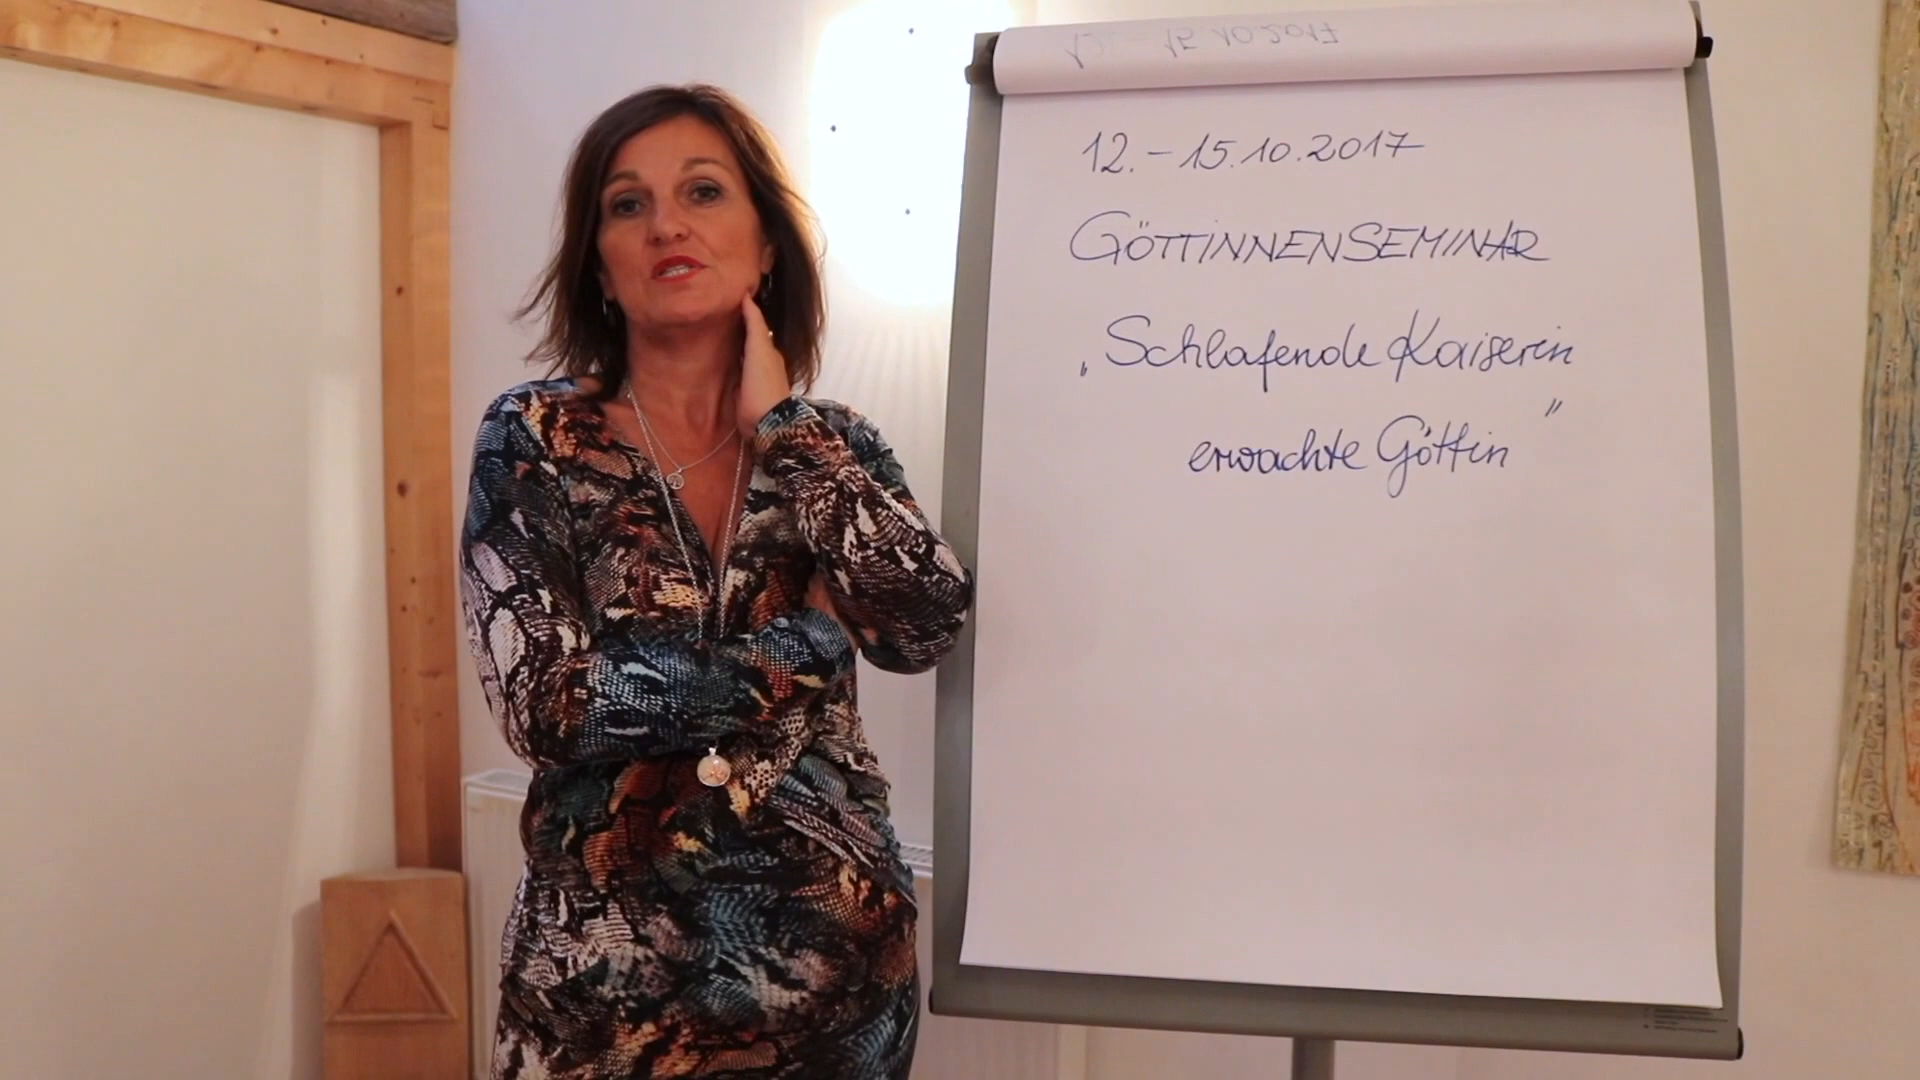 12. - 15.10.2017
GÖTTINNENSEMINAR
„Schlafende Kaiserin
erwachte Göttin"